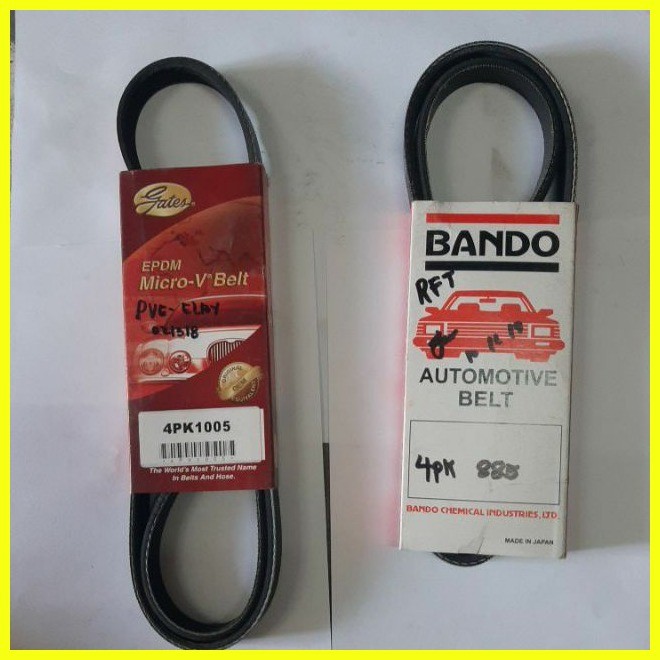 Gates
EPDM
Micro-V® Belt
4PK1005
The World's Most Trusted Name
In Belts And Hose.
BANDO
RFT
AUTOMOTIVE
BELT
4PK 885
BANDO CHEMICAL INDUSTRIES, LTD.
MADE IN JAPAN